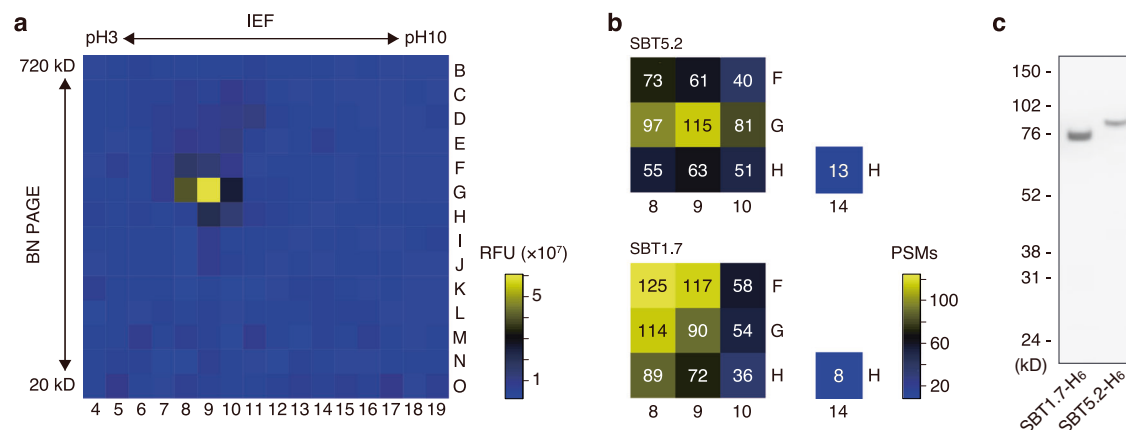 a
IEF
pH3
pH10
720 kD
BN PAGE
20 kD
B
C
D
E
F
G
H
I
J
K
L
M
N
O
4 5 6 7 8 9 10 11 12 13 14 15 16 17 18 19
RFU (×10⁷)
5
3
1
b
SBT5.2
73 61 40 F
97 115 81 G
55 63 51 H
13 H
8 9 10
14
SBT1.7
125 117 58 F
114 90 54 G
89 72 36 H
8 H
8 9 10
14
PSMs
100
60
20
c
150 -
102 -
76 -
52 -
38 -
31 -
24 -
(kD)
SBT1.7-H₆
SBT5.2-H₆